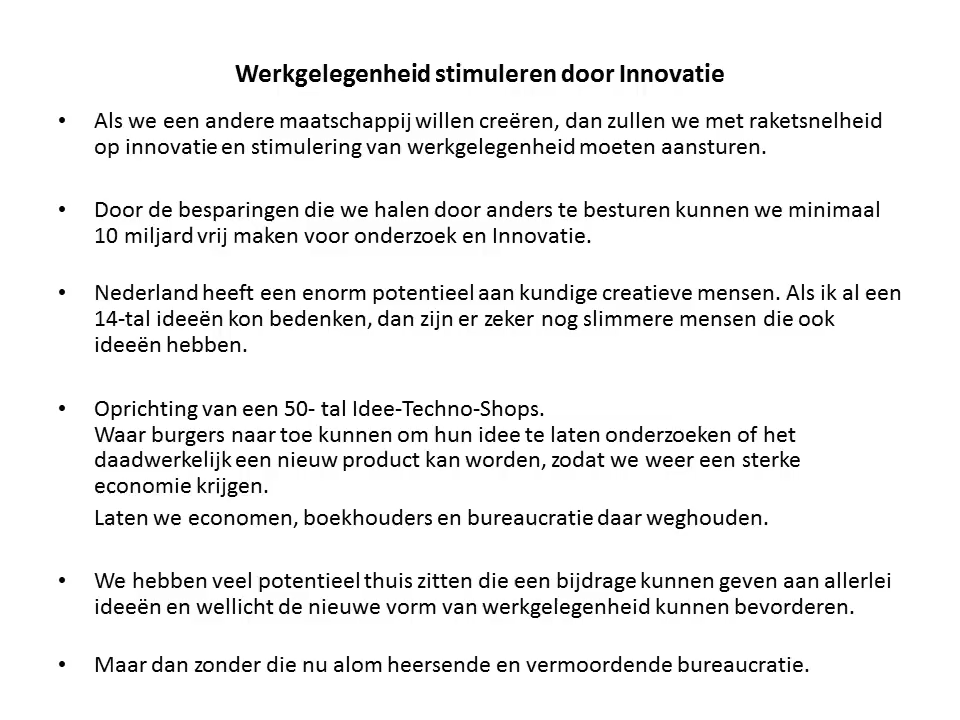 Werkgelegenheid stimuleren door Innovatie
• Als we een andere maatschappij willen creëren, dan zullen we met raketsnelheid
op innovatie en stimulering van werkgelegenheid moeten aansturen.
• Door de besparingen die we halen door anders te besturen kunnen we minimaal
10 miljard vrij maken voor onderzoek en Innovatie.
• Nederland heeft een enorm potentieel aan kundige creatieve mensen. Als ik al een
14-tal ideeën kon bedenken, dan zijn er zeker nog slimmere mensen die ook
ideeën hebben.
• Oprichting van een 50- tal Idee-Techno-Shops.
Waar burgers naar toe kunnen om hun idee te laten onderzoeken of het
daadwerkelijk een nieuw product kan worden, zodat we weer een sterke
economie krijgen.
Laten we economen, boekhouders en bureaucratie daar weghouden.
• We hebben veel potentieel thuis zitten die een bijdrage kunnen geven aan allerlei
ideeën en wellicht de nieuwe vorm van werkgelegenheid kunnen bevorderen.
• Maar dan zonder die nu alom heersende en vermoordende bureaucratie.